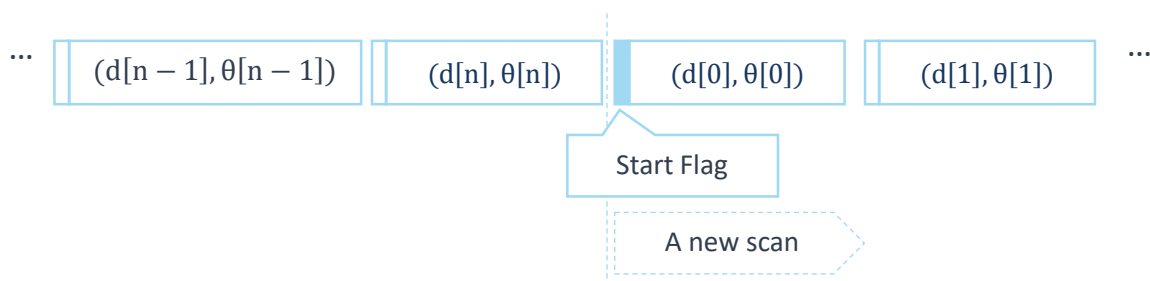 ... (d[n − 1], θ[n − 1]) (d[n], θ[n]) (d[0], θ[0]) (d[1], θ[1]) ...
Start Flag
A new scan